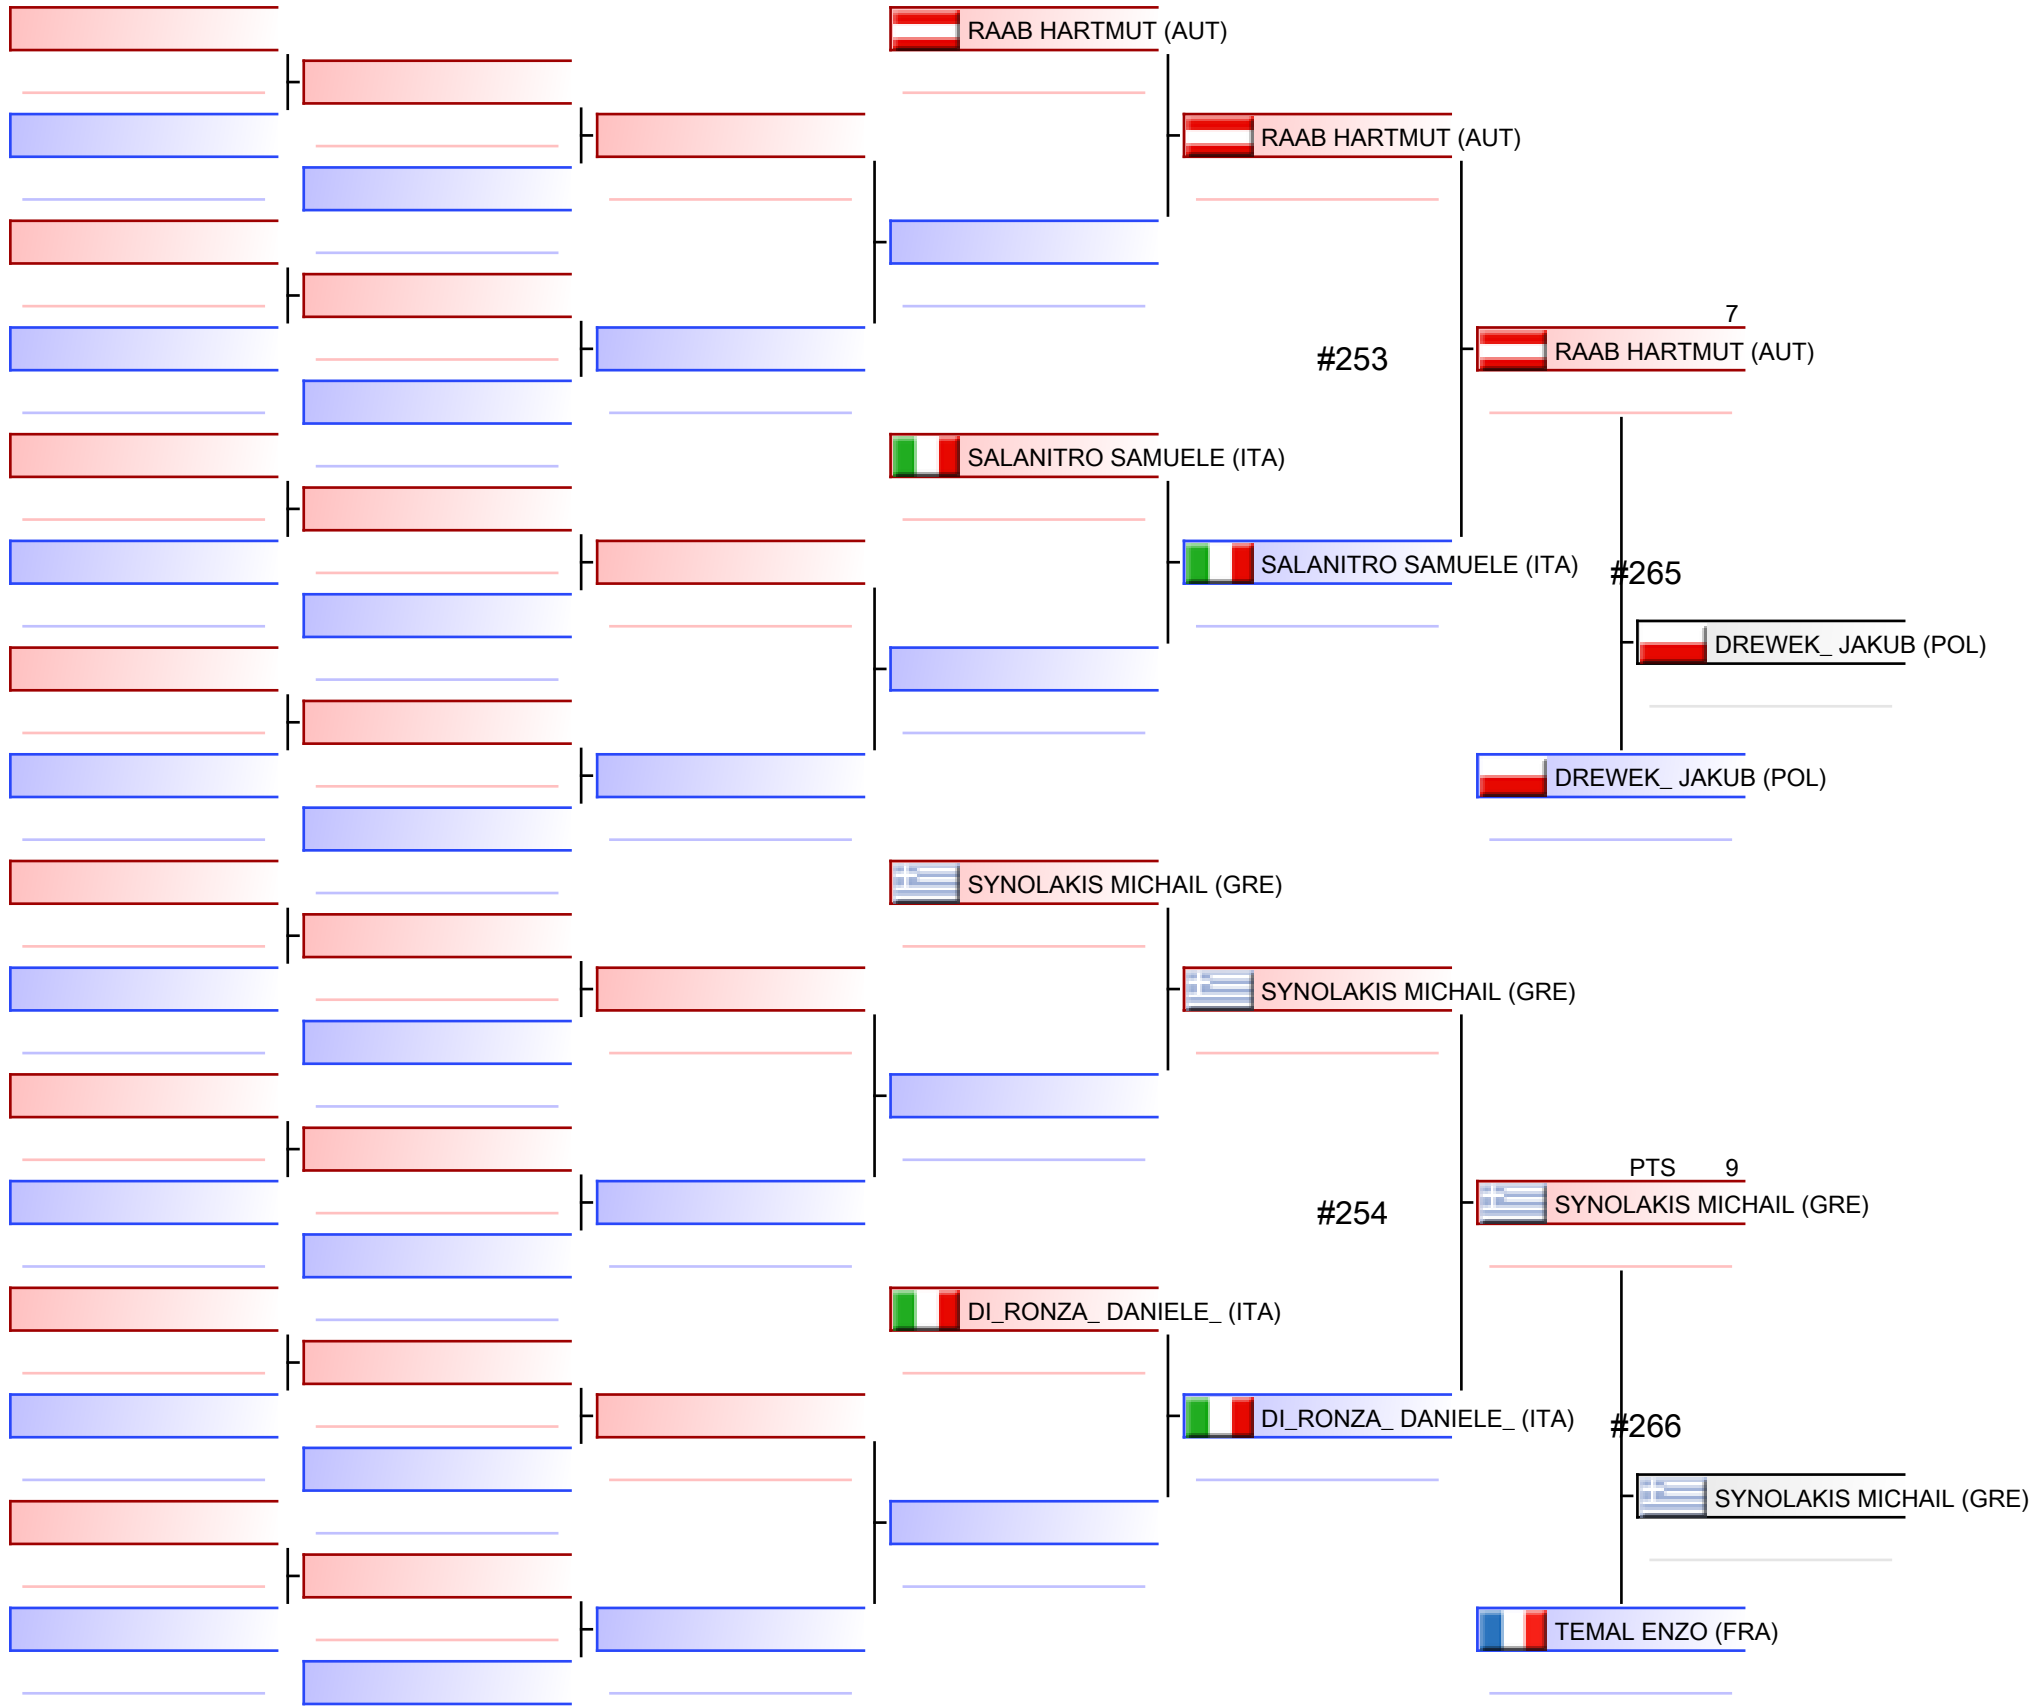 RAAB HARTMUT (AUT)
RAAB HARTMUT (AUT)
7
#253
RAAB HARTMUT (AUT)
SALANITRO SAMUELE (ITA)
SALANITRO SAMUELE (ITA)
#265
DREWEK_ JAKUB (POL)
DREWEK_ JAKUB (POL)
SYNOLAKIS MICHAIL (GRE)
SYNOLAKIS MICHAIL (GRE)
PTS 9
#254
SYNOLAKIS MICHAIL (GRE)
DI_RONZA_ DANIELE_ (ITA)
DI_RONZA_ DANIELE_ (ITA)
#266
SYNOLAKIS MICHAIL (GRE)
TEMAL ENZO (FRA)